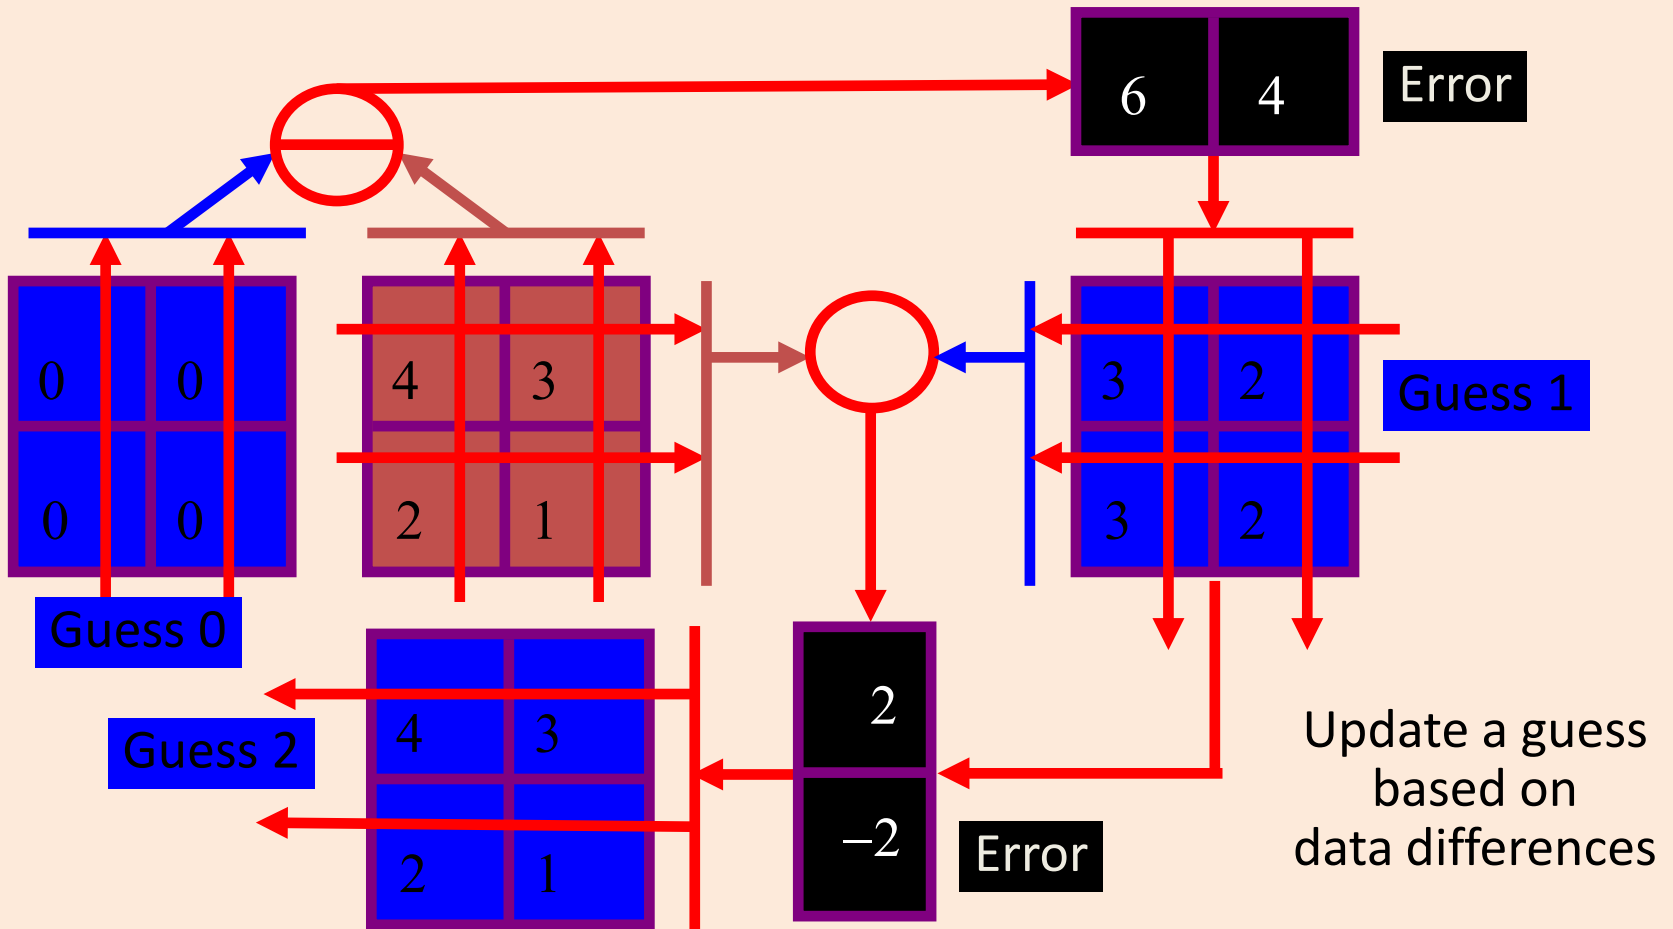 6 4
Error
0 0
4 3
3 2
Guess 1
0 0
2 1
3 2
Guess 0
4 3
2
Guess 2
Update a guess
based on
data differences
2 1
−2
Error